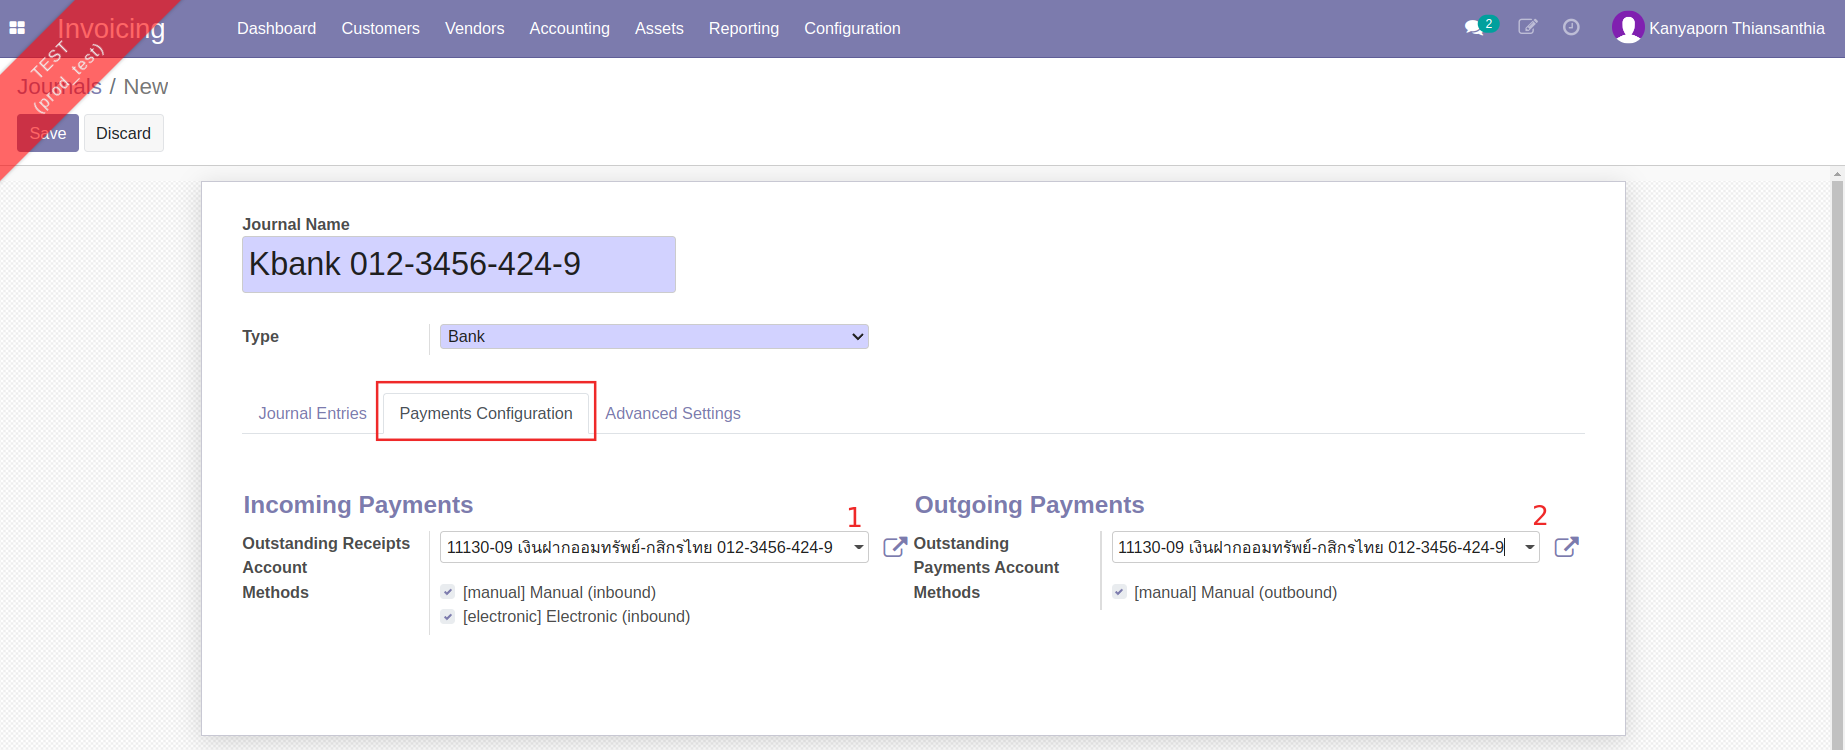 Invoicing
Dashboard Customers Vendors Accounting Assets Reporting Configuration
2
Kanyaporn Thiansanthia
TEST
(prod_test)
Journals / New
Save Discard
Journal Name
Kbank 012-3456-424-9
Type Bank
Journal Entries Payments Configuration Advanced Settings
Incoming Payments
1
Outstanding Receipts Account 11130-09 เงินฝากออมทรัพย์-กสิกรไทย 012-3456-424-9
Methods [manual] Manual (inbound)
[electronic] Electronic (inbound)
Outgoing Payments
2
Outstanding Payments Account 11130-09 เงินฝากออมทรัพย์-กสิกรไทย 012-3456-424-9
Methods [manual] Manual (outbound)